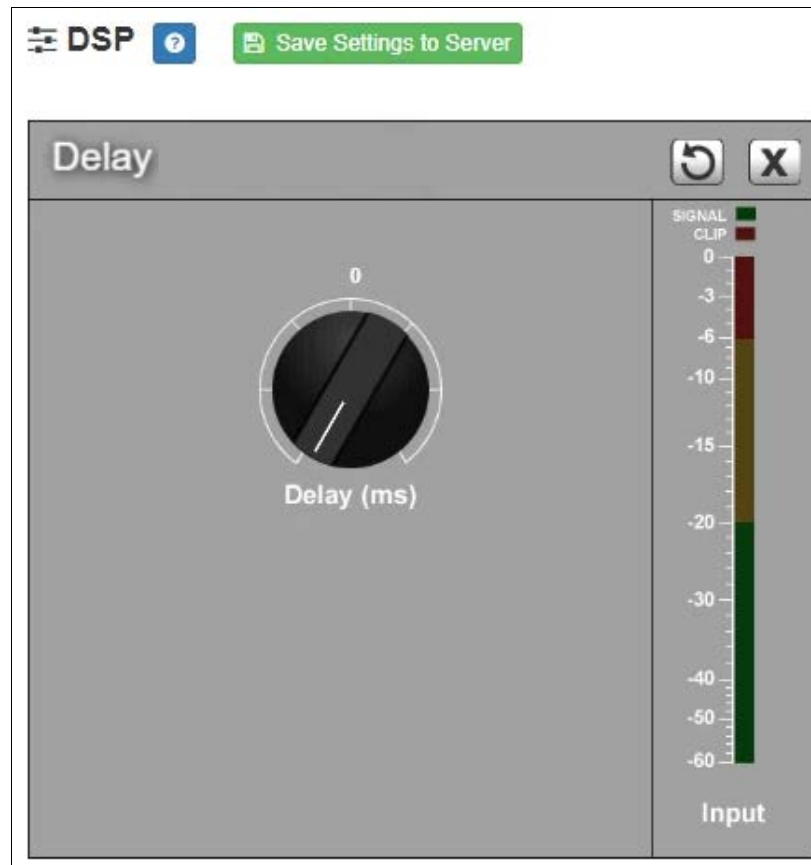 DSP ? Save Settings to Server
Delay X
SIGNAL
CLIP
0
0
-3
-6
-10
-15
Delay (ms)
-20
-30
-40
-50
-60
Input